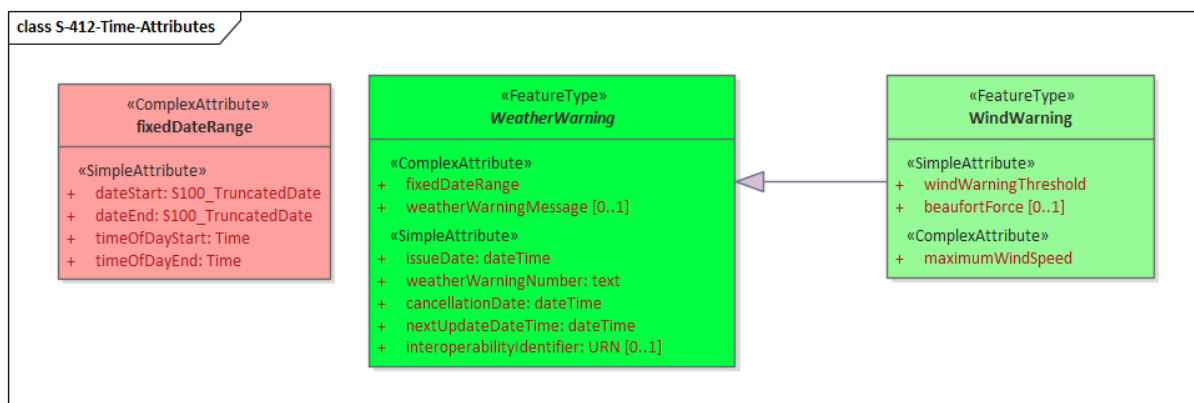 class S-412-Time-Attributes
«ComplexAttribute»
fixedDateRange
«SimpleAttribute»
+ dateStart: S100_TruncatedDate
+ dateEnd: S100_TruncatedDate
+ timeOfDayStart: Time
+ timeOfDayEnd: Time
«FeatureType»
WeatherWarning
«ComplexAttribute»
+ fixedDateRange
+ weatherWarningMessage [0..1]
«SimpleAttribute»
+ issueDate: dateTime
+ weatherWarningNumber: text
+ cancellationDate: dateTime
+ nextUpdateDateTime: dateTime
+ interoperabilityIdentifier: URN [0..1]
«FeatureType»
WindWarning
«SimpleAttribute»
+ windWarningThreshold
+ beaufortForce [0..1]
«ComplexAttribute»
+ maximumWindSpeed